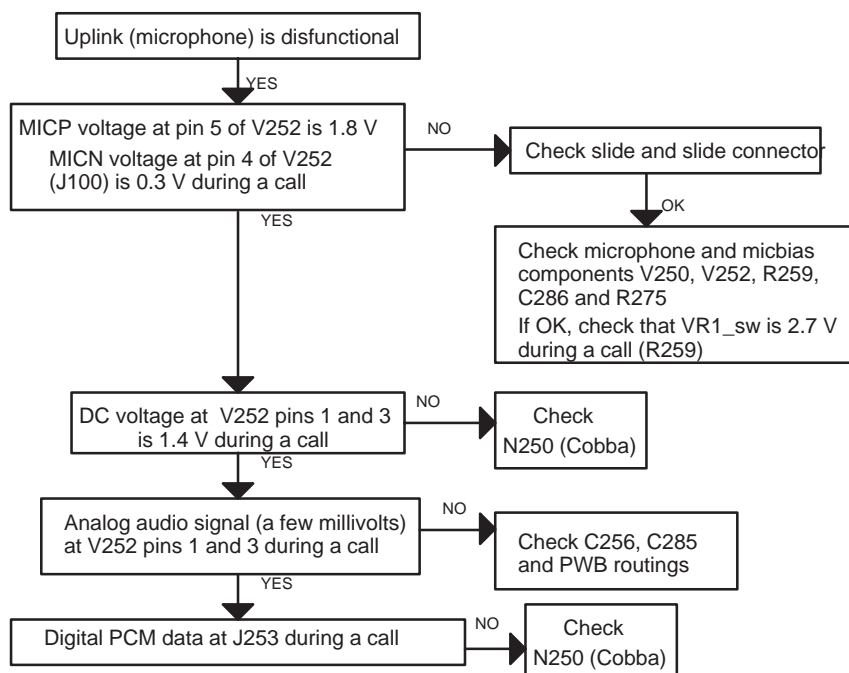 Uplink (microphone) is disfunctional
YES
MICP voltage at pin 5 of V252 is 1.8 V
MICN voltage at pin 4 of V252
(J100) is 0.3 V during a call
NO
Check slide and slide connector
OK
Check microphone and micbias
components V250, V252, R259,
C286 and R275
If OK, check that VR1_sw is 2.7 V
during a call (R259)
YES
DC voltage at V252 pins 1 and 3
is 1.4 V during a call
NO
Check
N250 (Cobba)
YES
Analog audio signal (a few millivolts)
at V252 pins 1 and 3 during a call
NO
Check C256, C285
and PWB routings
YES
Digital PCM data at J253 during a call
NO
Check
N250 (Cobba)